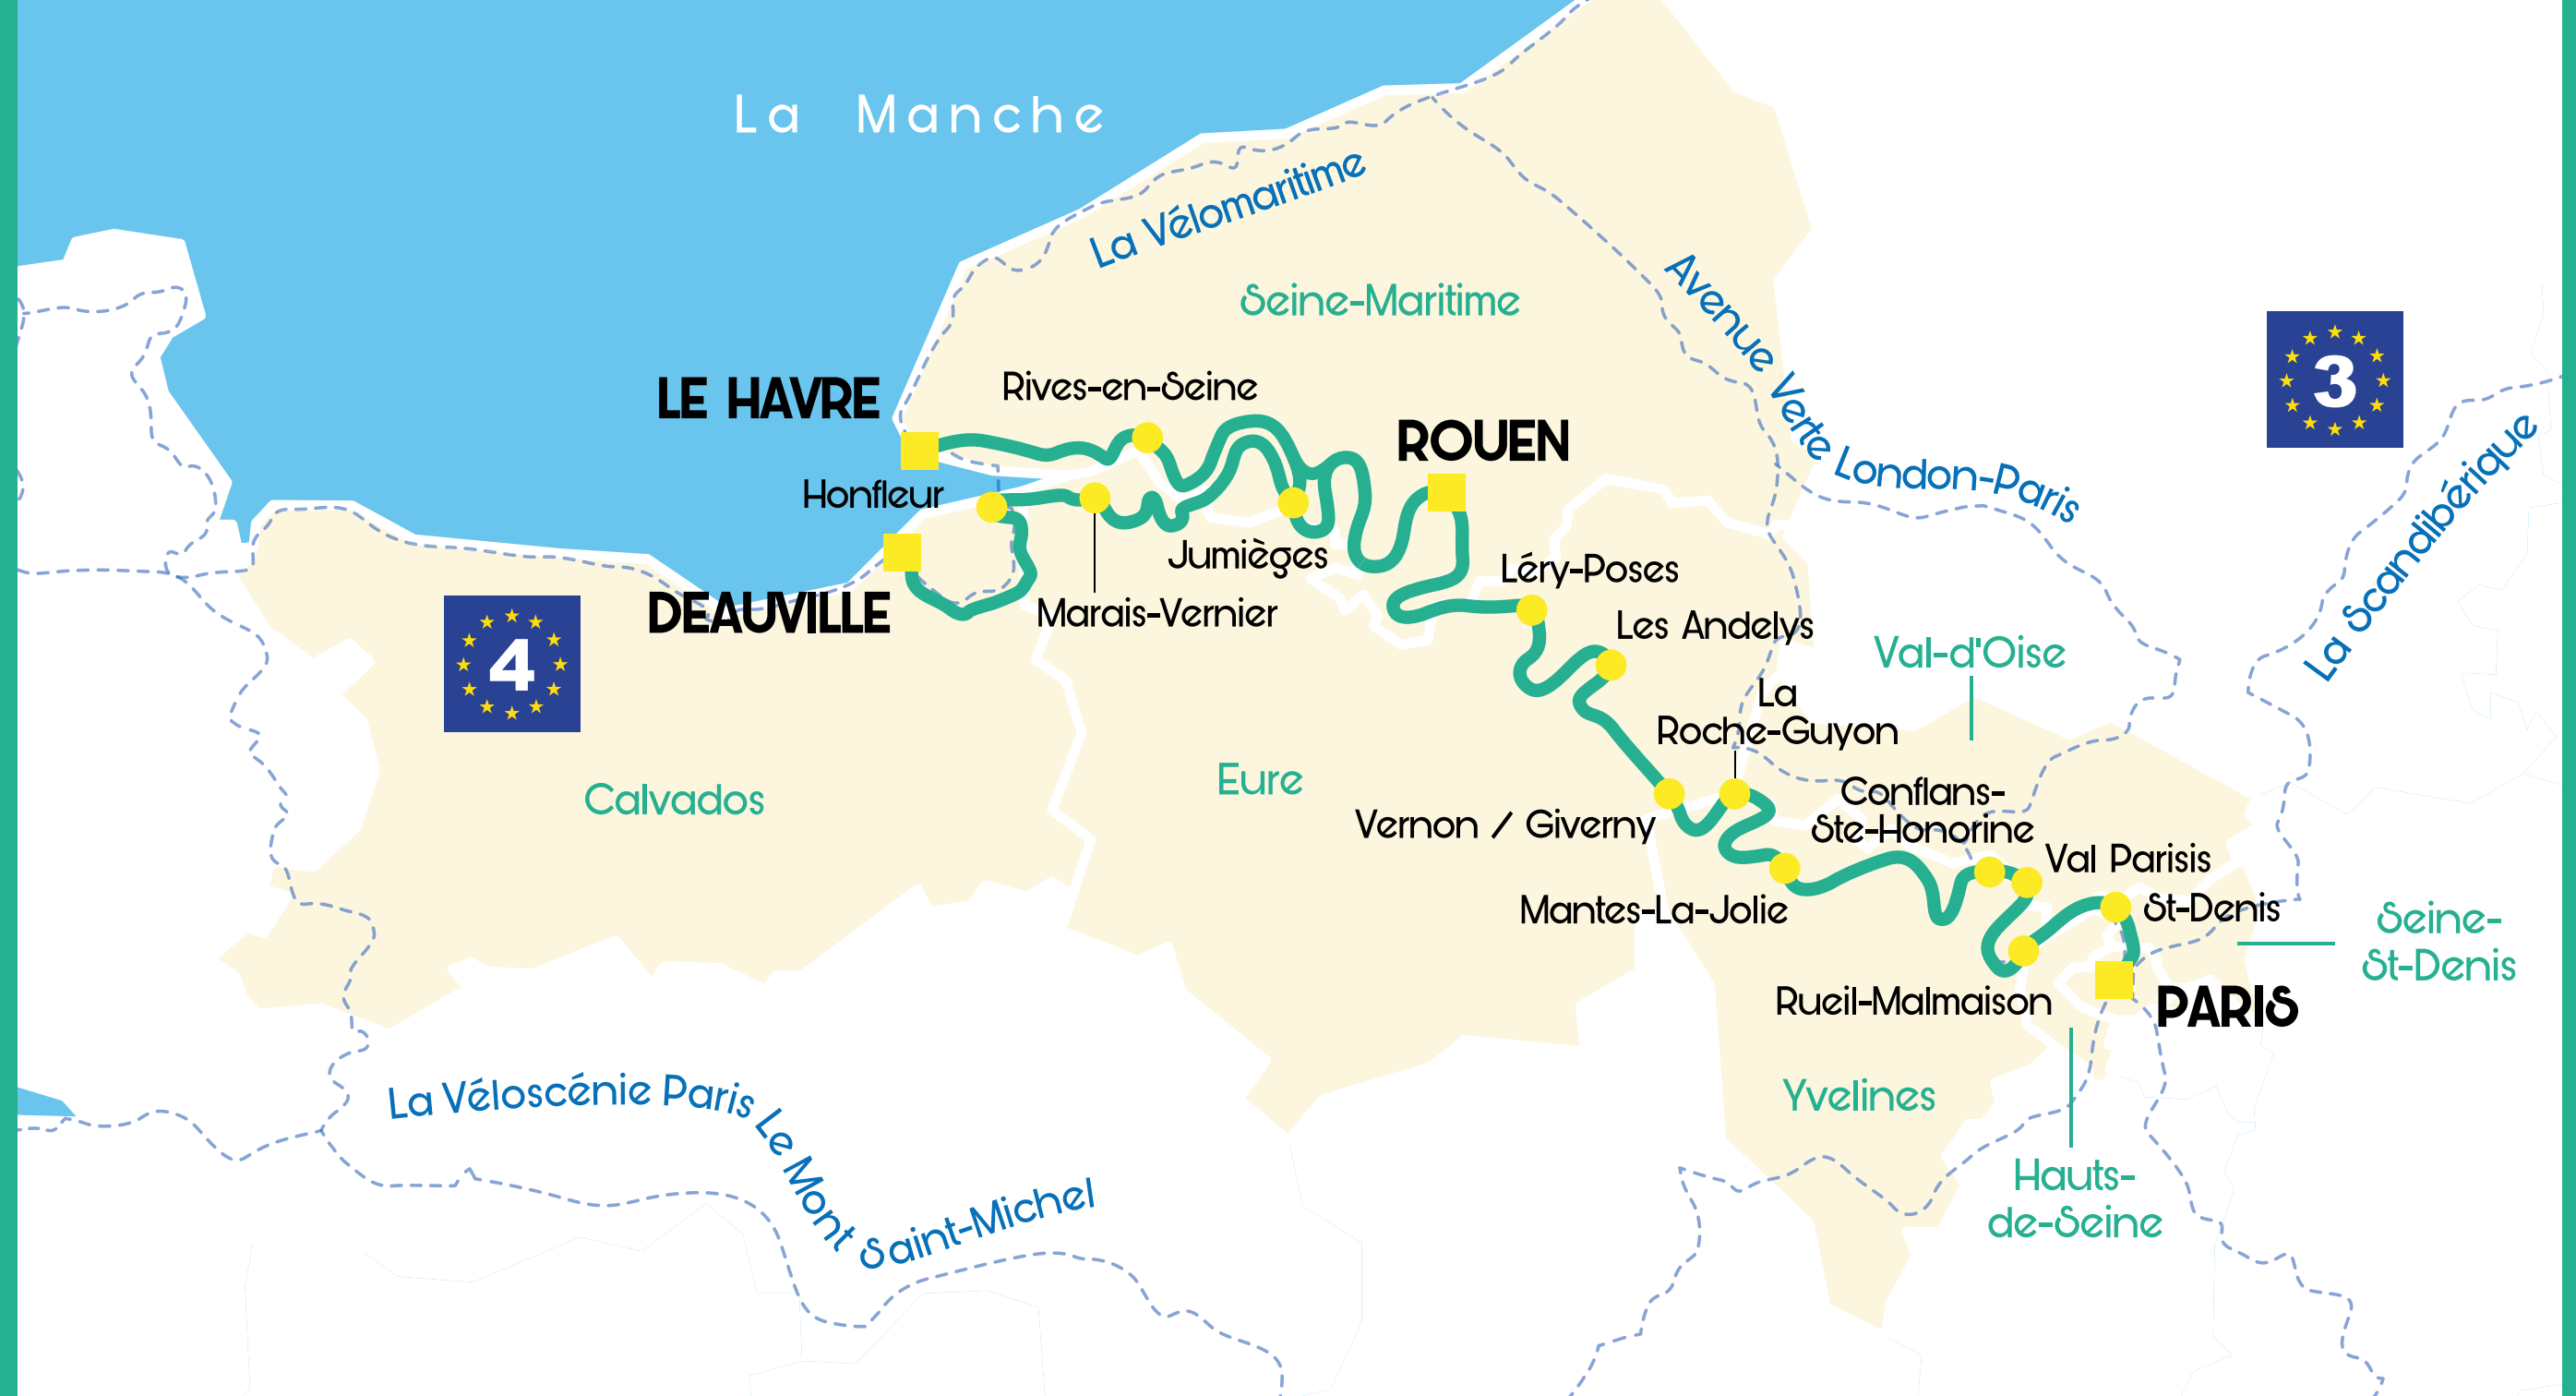 La Manche
La Vélomaritime
Seine-Maritime
Avenue Verte London-Paris
3
LE HAVRE
Rives-en-Seine
ROUEN
La Scandibérique
Honfleur
Jumièges
Léry-Poses
DEAUVILLE
Marais-Vernier
Les Andelys
4
Val-d'Oise
La
Roche-Guyon
Calvados
Eure
Vernon / Giverny
Conflans-
Ste-Honorine
Val Parisis
Mantes-La-Jolie
St-Denis
Seine-
St-Denis
Rueil-Malmaison
PARIS
La Véloscénie Paris Le Mont Saint-Michel
Yvelines
Hauts-
de-Seine